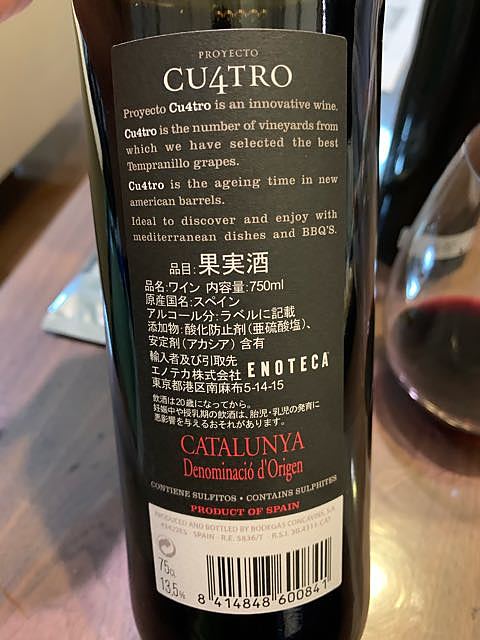 PROYECTO
CU4TRO
Proyecto Cu4tro is an innovative wine.
Cu4tro is the number of vineyards from
which we have selected the best
Tempranillo grapes.
Cu4tro is the ageing time in new
american barrels.
Ideal to discover and enjoy with
mediterranean dishes and BBQ'S.
品目:果実酒
品名:ワイン 内容量:750ml
原産国名:スペイン
アルコール分:ラベルに記載
添加物:酸化防止剤(亜硫酸塩)、
安定剤(アカシア)含有
輸入者及び引取先
エノテカ株式会社 ENOTECA
東京都港区南麻布5-14-15
飲酒は20歳になってから。
妊娠中や授乳期の飲酒は、胎児・乳児の発育に
悪影響を与えるおそれがあります。
CATALUNYA
Denominació d'Origen
CONTIENE SULFITOS • CONTAINS SULPHITES
PRODUCT OF SPAIN
PRODUCED AND BOTTLED BY BODEGAS CONCAVINS, S.A.
SPAIN - R.E. 5836/T - R.S.I. 30.4311-CAT
75cl.
13,5%
8 414848 600841